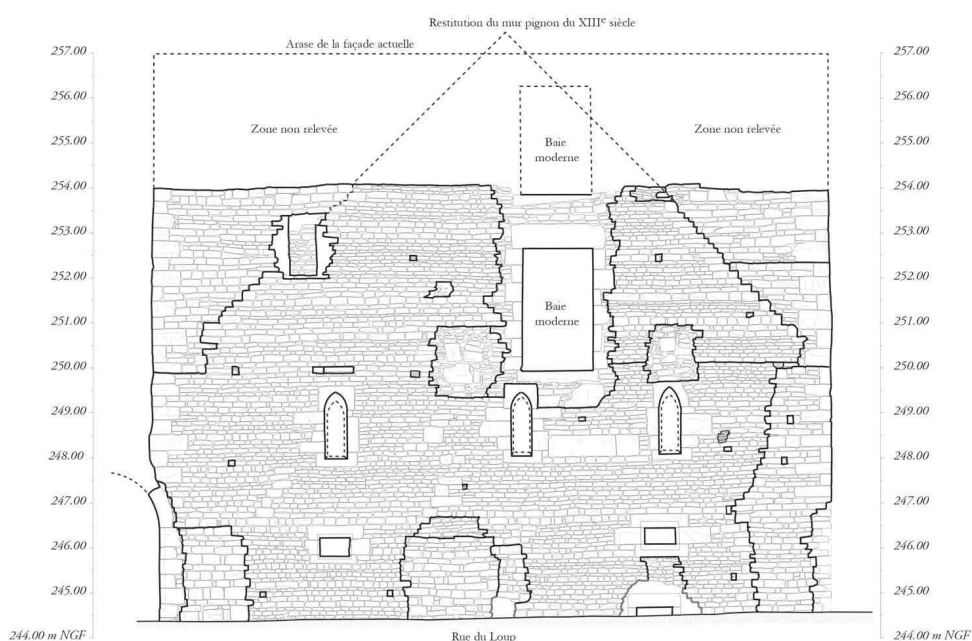 Restitution du mur pignon du XIIIe siècle
Arase de la façade actuelle
257.00
257.00
256.00
256.00
Zone non relevée
Baie
moderne
Zone non relevée
255.00
255.00
254.00
254.00
253.00
253.00
252.00
252.00
Baie
moderne
251.00
251.00
250.00
250.00
249.00
249.00
248.00
248.00
247.00
247.00
246.00
246.00
245.00
245.00
244.00 m NGF
Rue du Loup
244.00 m NGF